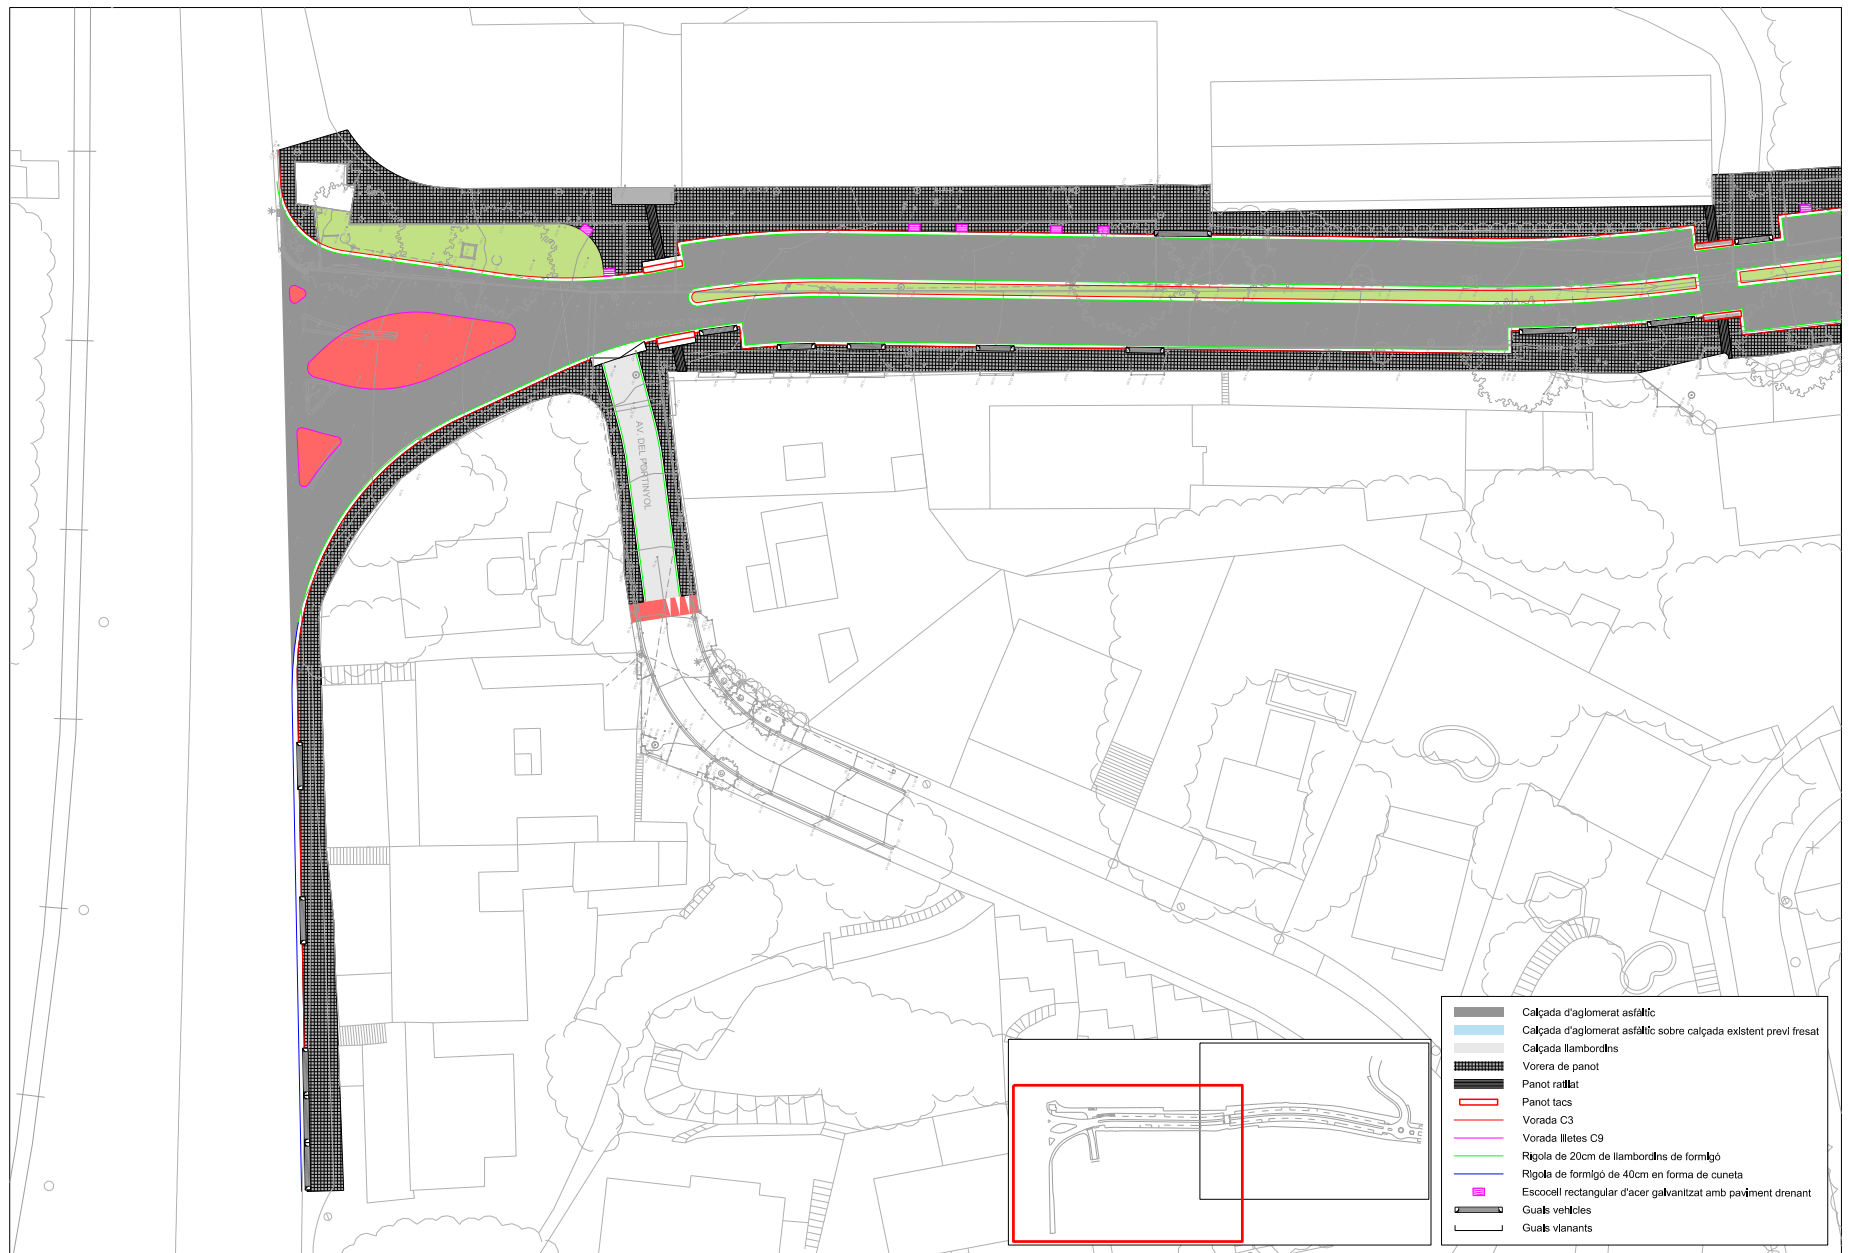 AV. DEL PORTINYOL
Calçada d'aglomerat asfàltic
Calçada d'aglomerat asfàltic sobre calçada existent previ fresat
Calçada llambordins
Vorera de panot
Panot ratllat
Panot tacs
Vorada C3
Vorada illetes C9
Rigola de 20cm de llambordins de formigó
Rigola de formigó de 40cm en forma de cuneta
Escocell rectangular d'acer galvanitzat amb paviment drenant
Guals vehicles
Guals vianants